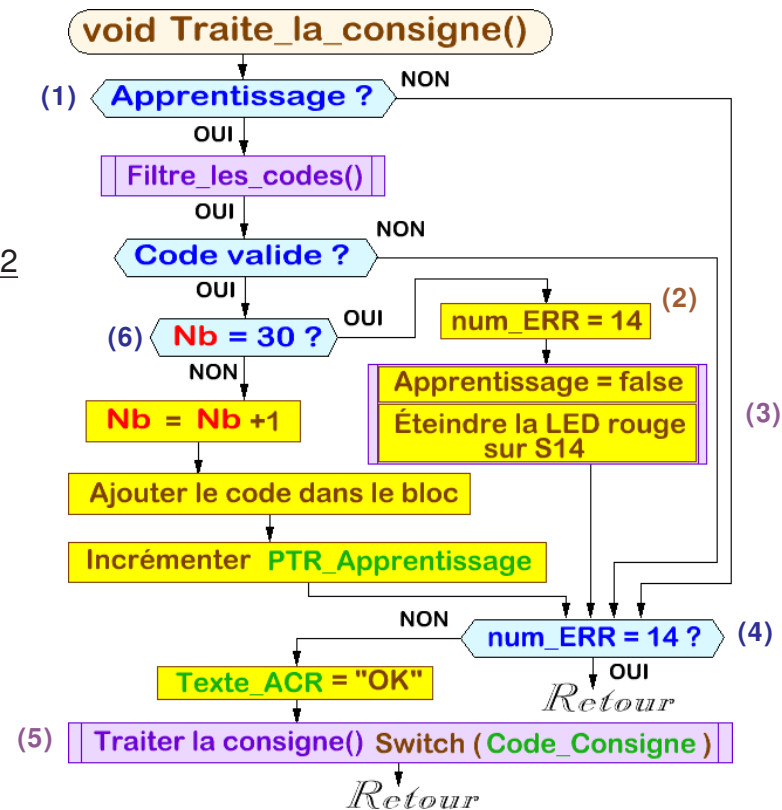 void Traite_la_consigne()
NON
(1) Apprentissage ?
OUI
Filtre_les_codes()
OUI
NON
Code valide ?
2
OUI
(2)
OUI
num_ERR = 14
(6) Nb = 30 ?
NON
Apprentissage = false
(3)
Nb = Nb +1
Éteindre la LED rouge
sur S14
Ajouter le code dans le bloc
Incrémenter PTR_Apprentissage
NON
num_ERR = 14 ? (4)
OUI
Texte_ACR = "OK"
Retour
(5) Traiter la consigne() Switch ( Code_Consigne )
Retour